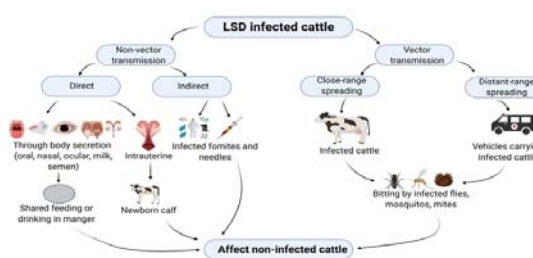 LSD infected cattle
Non-vector
transmission
Vector
transmission
Direct
Indirect
Close-range
spreading
Distant-range
spreading
Through body secretion
(oral, nasal, ocular, milk,
semen)
Intrauterine
Infected fomites and
needles
Infected cattle
Vehicles carryi
infected cattl
Shared feeding or
drinking in manger
Newborn calf
Bitting by infected flies,
mosquitos, mites
Affect non-infected cattle